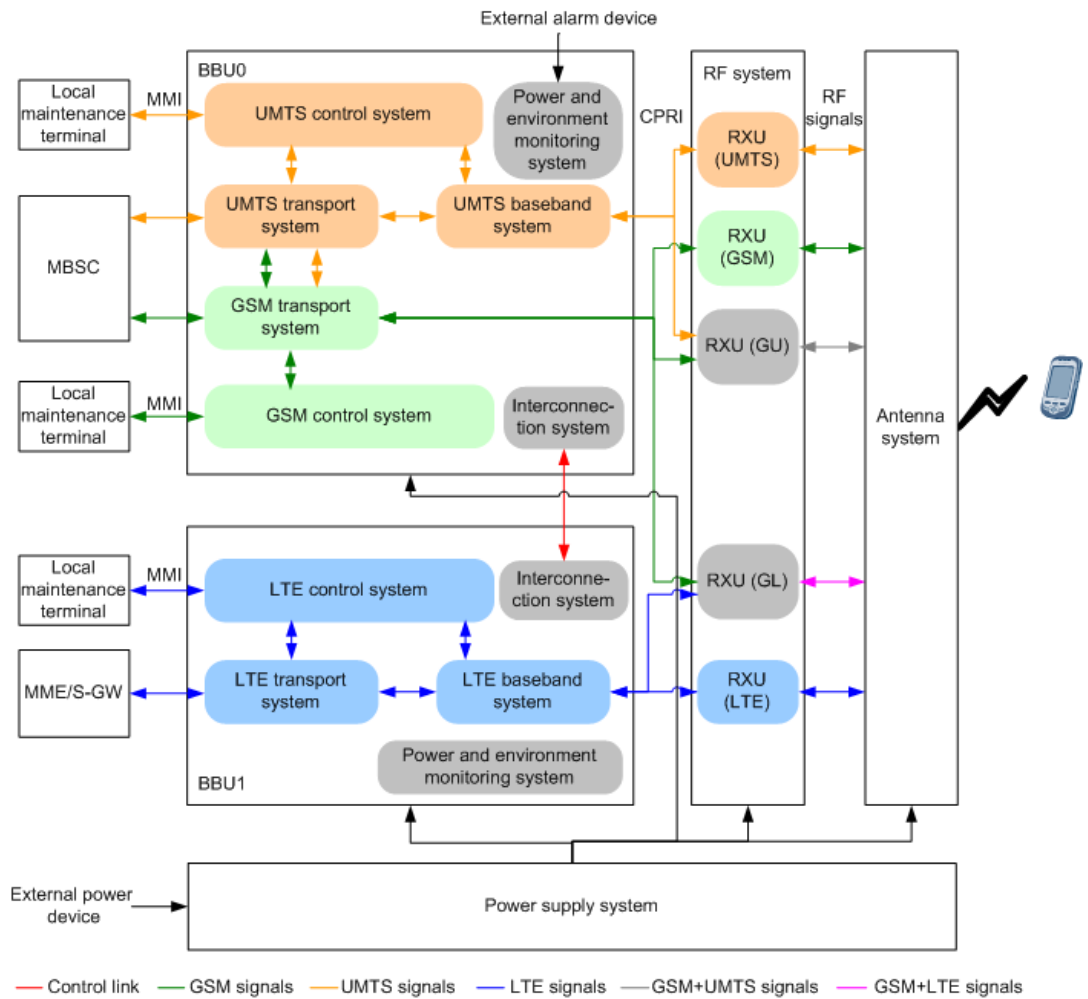 External alarm device
BBU0
Local
maintenance
terminal
MMI
UMTS control system
Power and
environment
monitoring
system
CPRI
RF system
RF
signals
RXU
(UMTS)
MBSC
UMTS transport
system
UMTS baseband
system
RXU
(GSM)
GSM transport
system
RXU (GU)
Local
maintenance
terminal
MMI
GSM control system
Interconnec-
tion system
Antenna
system
Local
maintenance
terminal
MMI
LTE control system
Interconne-
ction system
RXU (GL)
MME/S-GW
LTE transport
system
LTE baseband
system
RXU
(LTE)
Power and environment
monitoring system
BBU1
External power
device
Power supply system
Control link
GSM signals
UMTS signals
LTE signals
GSM+UMTS signals
GSM+LTE signals